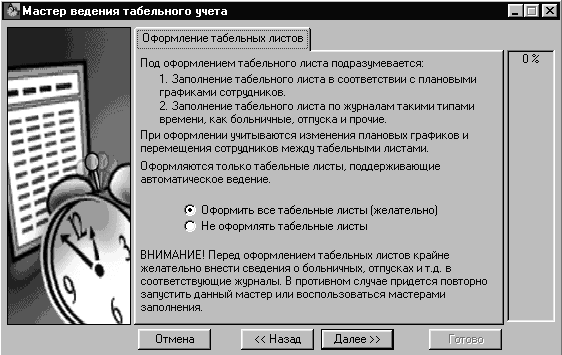 Мастер ведения табельного учета
Оформление табельных листов
0 %
Под оформлением табельного листа подразумевается:
1. Заполнение табельного листа в соответствии с плановыми
графиками сотрудников.
2. Заполнение табельного листа по журналам такими типами
времени, как больничные, отпуска и прочие.
При оформлении учитываются изменения плановых графиков и
перемещения сотрудников между табельными листами.
Оформляются только табельные листы, поддерживающие
автоматическое ведение.
Оформить все табельные листы (желательно)
Не оформлять табельные листы
ВНИМАНИЕ! Перед оформлением табельных листов крайне
желательно внести сведения о больничных, отпусках и т.д. в
соответствующие журналы. В противном случае придется повторно
запустить данный мастер или воспользоваться мастерами
заполнения.
Отмена
<< Назад
Далее >>
Готово
12
9
6
3